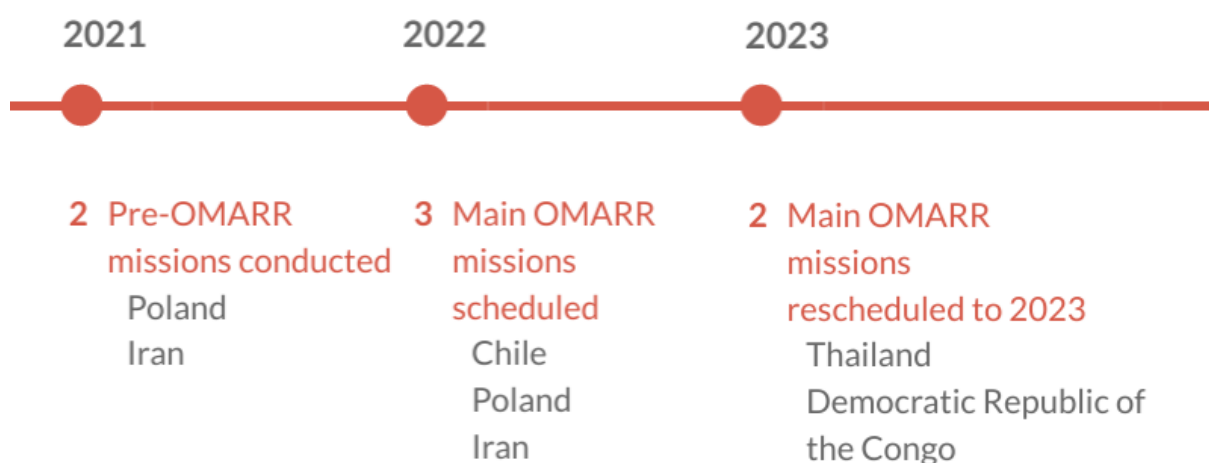 2021
2 Pre-OMARR
missions conducted
Poland
Iran
2022
3 Main OMARR
missions
scheduled
Chile
Poland
Iran
2023
2 Main OMARR
missions
rescheduled to 2023
Thailand
Democratic Republic of
the Congo